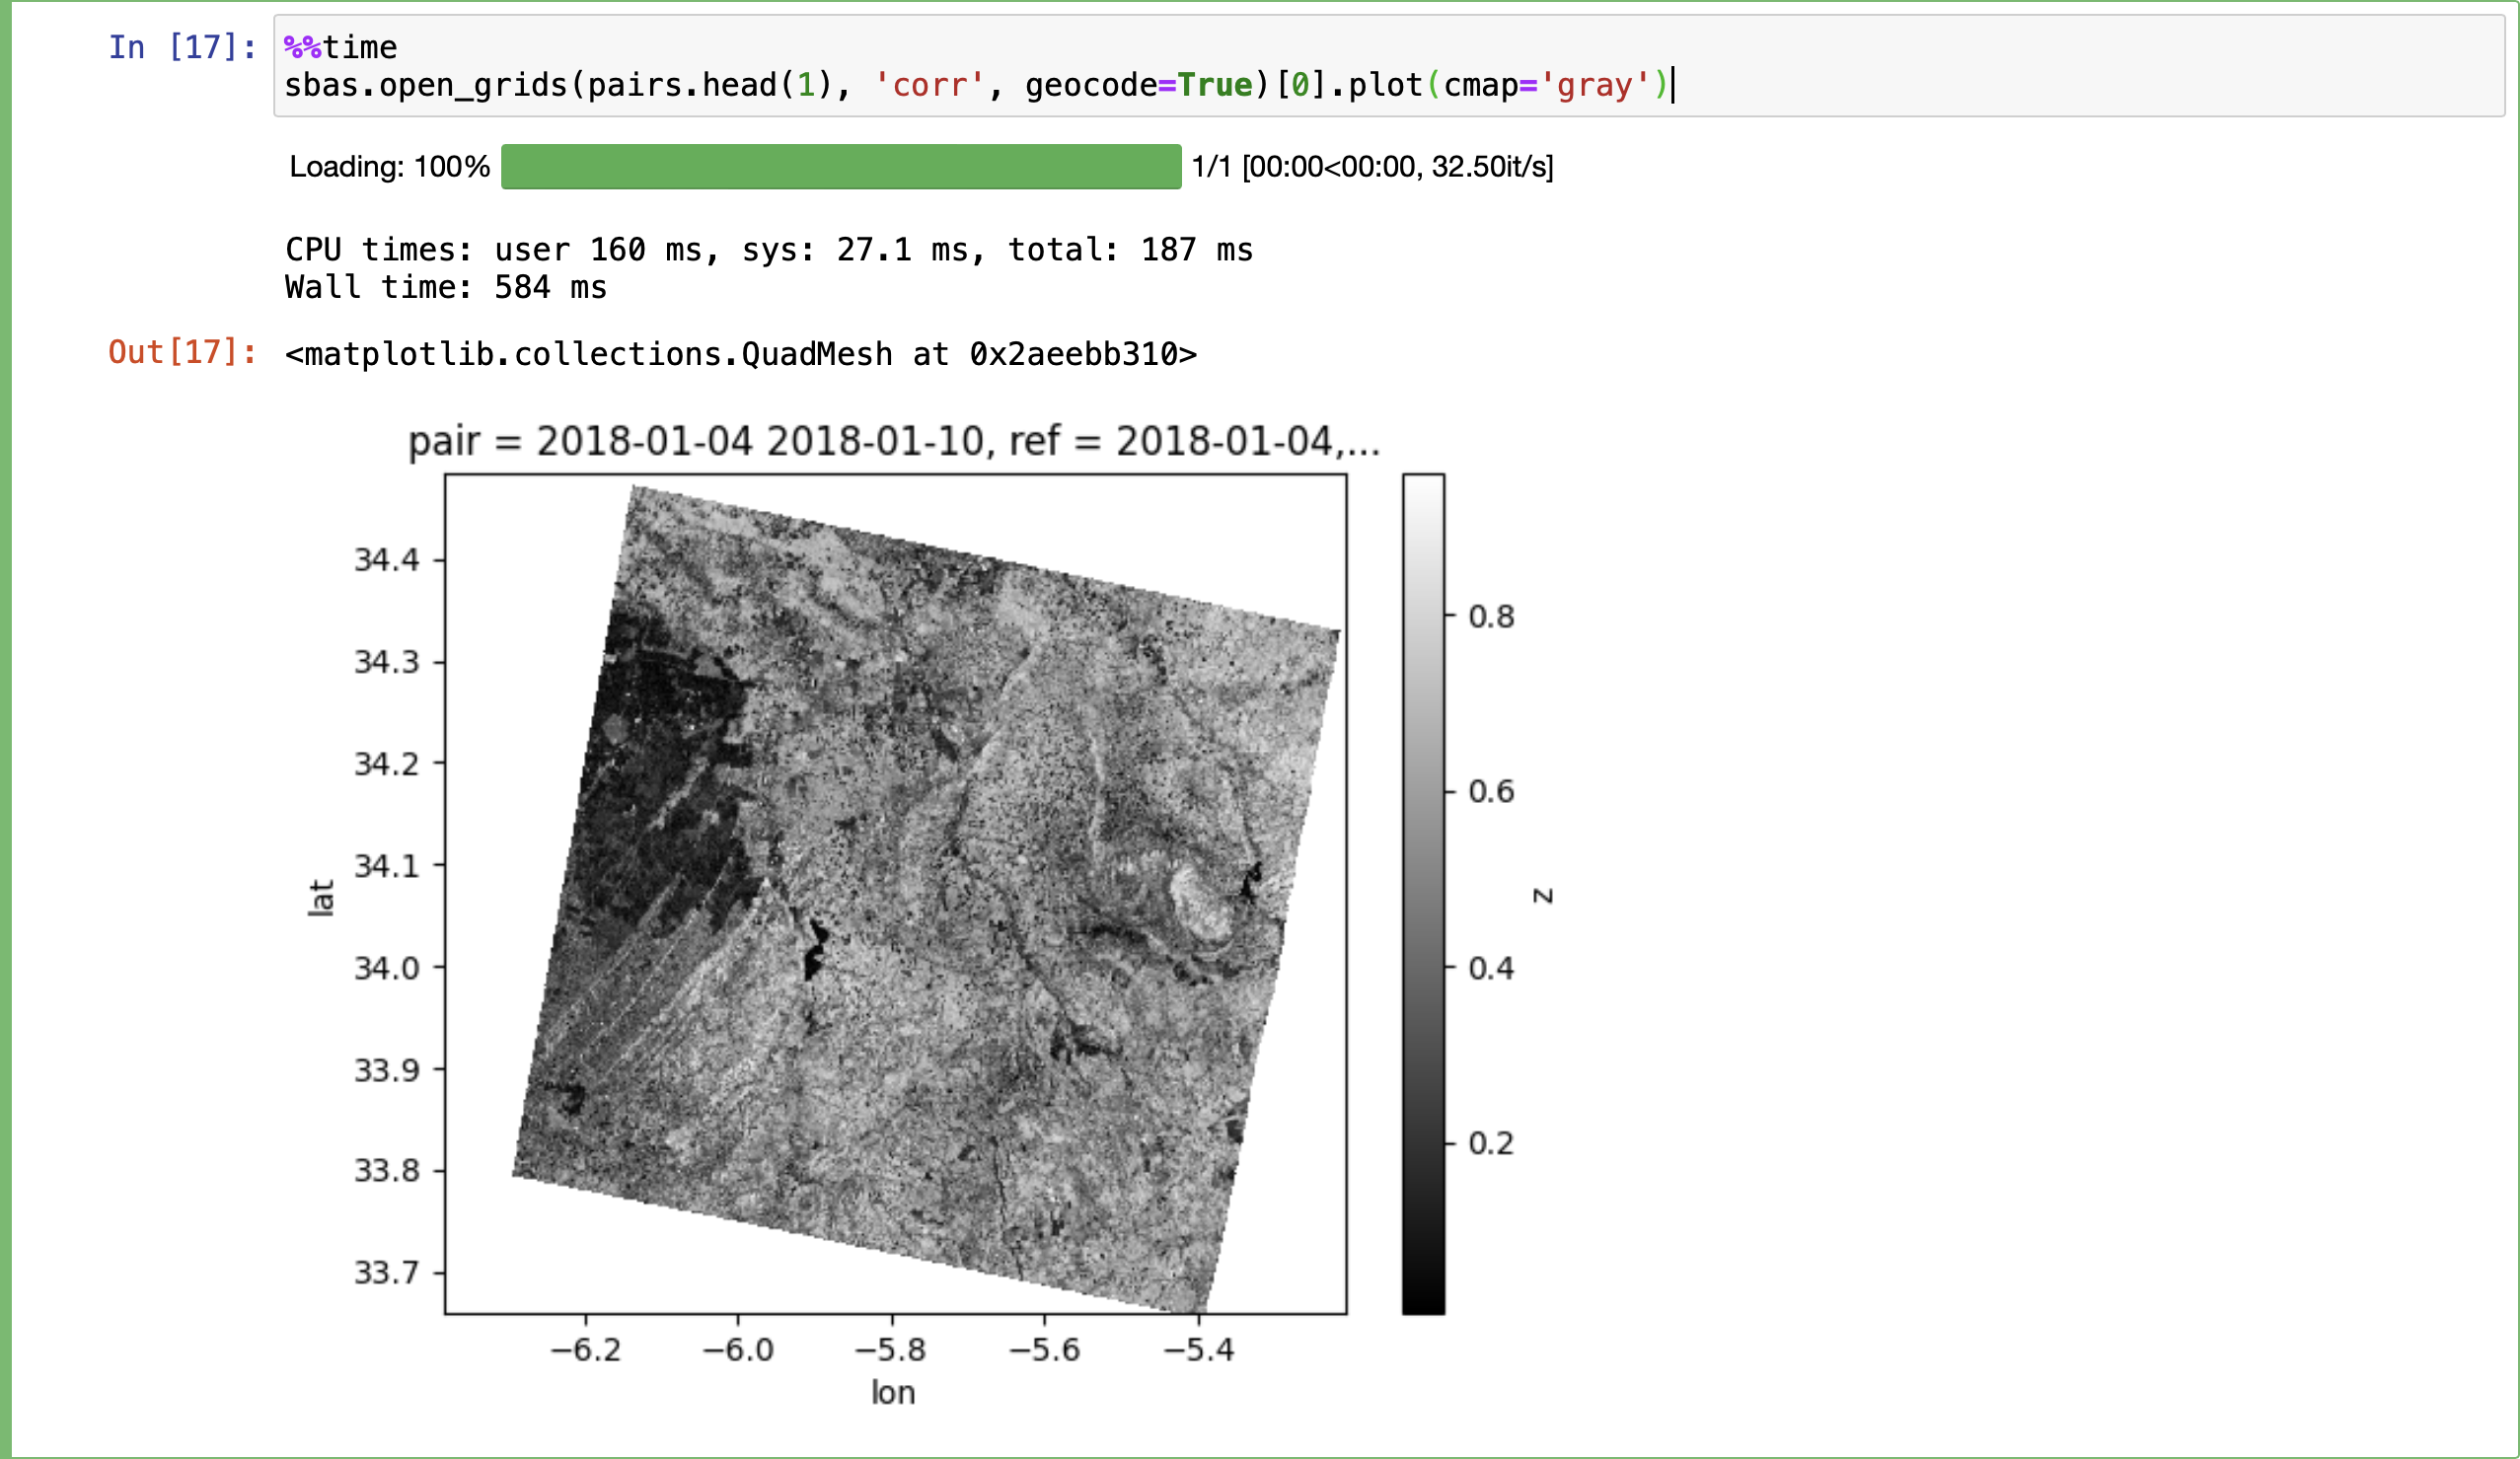 In [17]: %%time
sbas.open_grids(pairs.head(1), 'corr', geocode=True)[0].plot(cmap='gray')
Loading: 100% 1/1 [00:00<00:00, 32.50it/s]
CPU times: user 160 ms, sys: 27.1 ms, total: 187 ms
Wall time: 584 ms
Out[17]: <matplotlib.collections.QuadMesh at 0x2aeebb310>
pair = 2018-01-04 2018-01-10, ref = 2018-01-04,...
34.4
34.3
34.2
34.1
34.0
33.9
33.8
33.7
lat
−6.2 −6.0 −5.8 −5.6 −5.4
lon
0.8
0.6
0.4
0.2
z